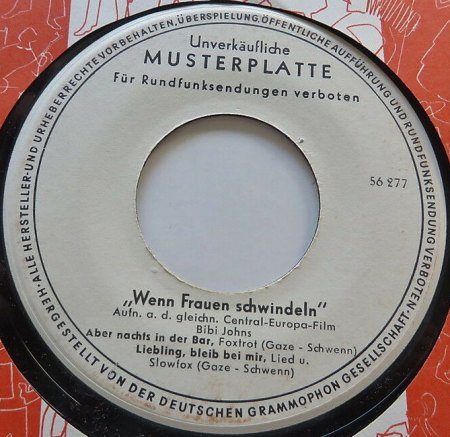 Unverkäufliche
MUSTERPLATTE
Für Rundfunksendungen verboten
56 277
„Wenn Frauen schwindeln"
Aufn. a. d. gleichn. Central-Europa-Film
Bibi Johns
Aber nachts in der Bar, Foxtrot (Gaze - Schwenn)
Liebling, bleib bei mir, Lied u.
Slowfox (Gaze - Schwenn)
· ALLE HERSTELLER- UND URHEBERRECHTE VORBEHALTEN, ÜBERSPIELUNG, ÖFFENTLICHE AUFFÜHRUNG UND RUNDFUNKSENDUNG VERBOTEN ·
HERGESTELLT VON DER DEUTSCHEN GRAMMOPHON GESELLSCHAFT